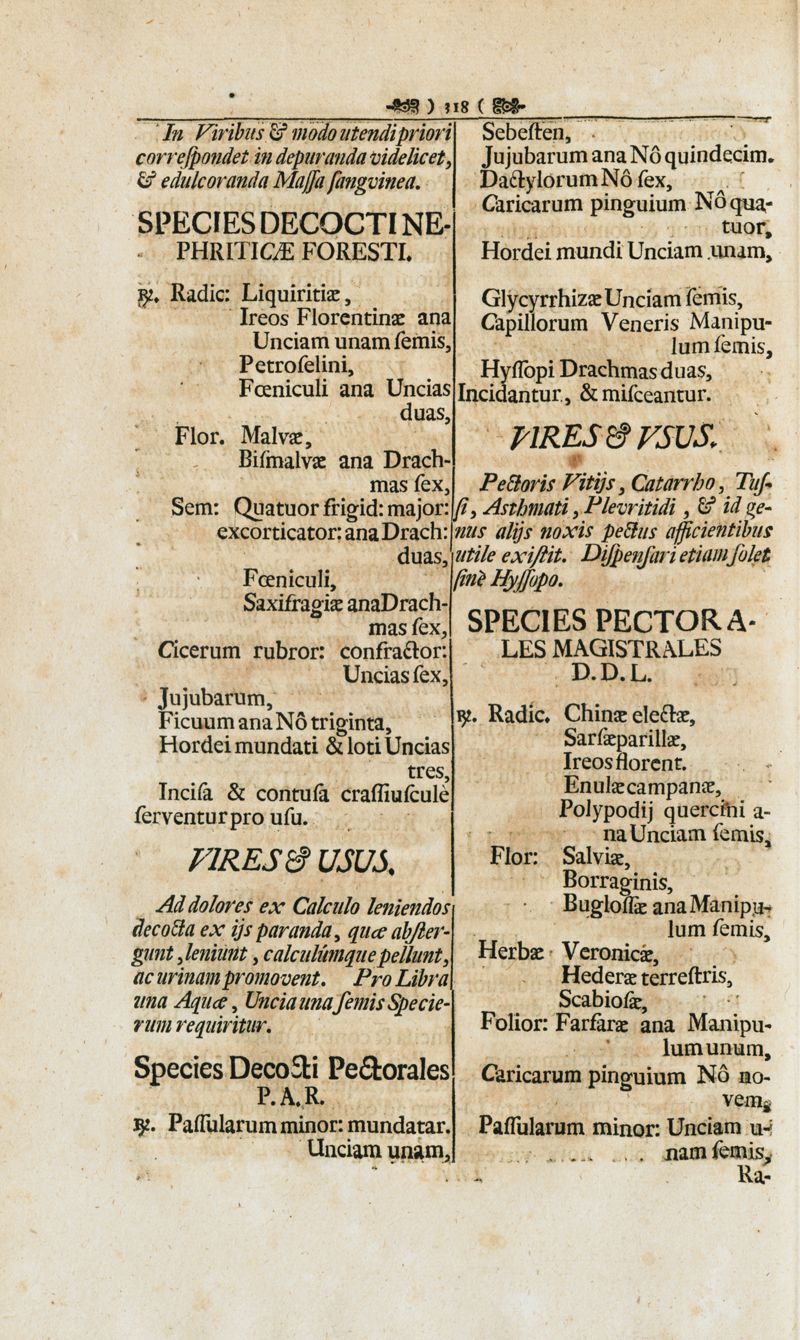 ) 318 (
In Viribus & modo utendi priori
correſpondet in depuranda videlicet,
& edulcoranda Maſſa ſangvinea.
SPECIES DECOCTI NE-
PHRITICÆ FORESTI.
℞. Radic: Liquiritiæ,
Ireos Florentinæ ana
Unciam unam ſemis,
Petroſelini,
Fœniculi ana Uncias
duas,
Flor. Malvæ,
Biſmalvæ ana Drach-
mas ſex,
Sem: Quatuor frigid: major:
excorticator: ana Drach:
duas,
Fœniculi,
Saxifragiæ ana Drach-
mas ſex,
Cicerum rubror: confractor:
Uncias ſex,
Jujubarum,
Ficuum ana Nô triginta,
Hordei mundati & loti Uncias
tres,
Inciſa & contuſa craſſiuſculè
ſerventur pro uſu.
VIRES & USUS.
Ad dolores ex Calculo leniendos
decocta ex ijs paranda, quæ abſter-
gunt, leniunt, calculúmque pellunt,
ac urinam promovent. Pro Libra
una Aquæ, Uncia una ſemis Specie-
rum requiritur.
Species Decocti Pectorales
P. A. R.
℞. Paſſularum minor: mundatar.
Unciam unam,
Sebeſten,
Jujubarum ana Nô quindecim.
Dactylorum Nô ſex,
Caricarum pinguium Nô qua-
tuor,
Hordei mundi Unciam unam,
Glycyrrhizæ Unciam ſemis,
Capillorum Veneris Manipu-
lum ſemis,
Hyſſopi Drachmas duas,
Incidantur, & miſceantur.
VIRES & VSUS.
Pectoris Vitijs, Catarrho, Tuſ-
ſi, Asthmati, Plevritidi, & id ge-
nus alijs noxis pectus afficientibus
utile exiſtit. Diſpenſari etiam ſolet
ſinè Hyſſopo.
SPECIES PECTORA-
LES MAGISTRALES
D. D. L.
℞. Radic. Chinæ electæ,
Sarſæparillæ,
Ireos florent.
Enulæ campanæ,
Polypodij quercini a-
na Unciam ſemis,
Flor: Salviæ,
Borraginis,
Bugloſſæ ana Manipu-
lum ſemis,
Herbæ Veronicæ,
Hederæ terreſtris,
Scabioſæ,
Folior: Farfaræ ana Manipu-
lum unum,
Caricarum pinguium Nô no-
vem,
Paſſularum minor: Unciam u-
nam ſemis,
Ra-